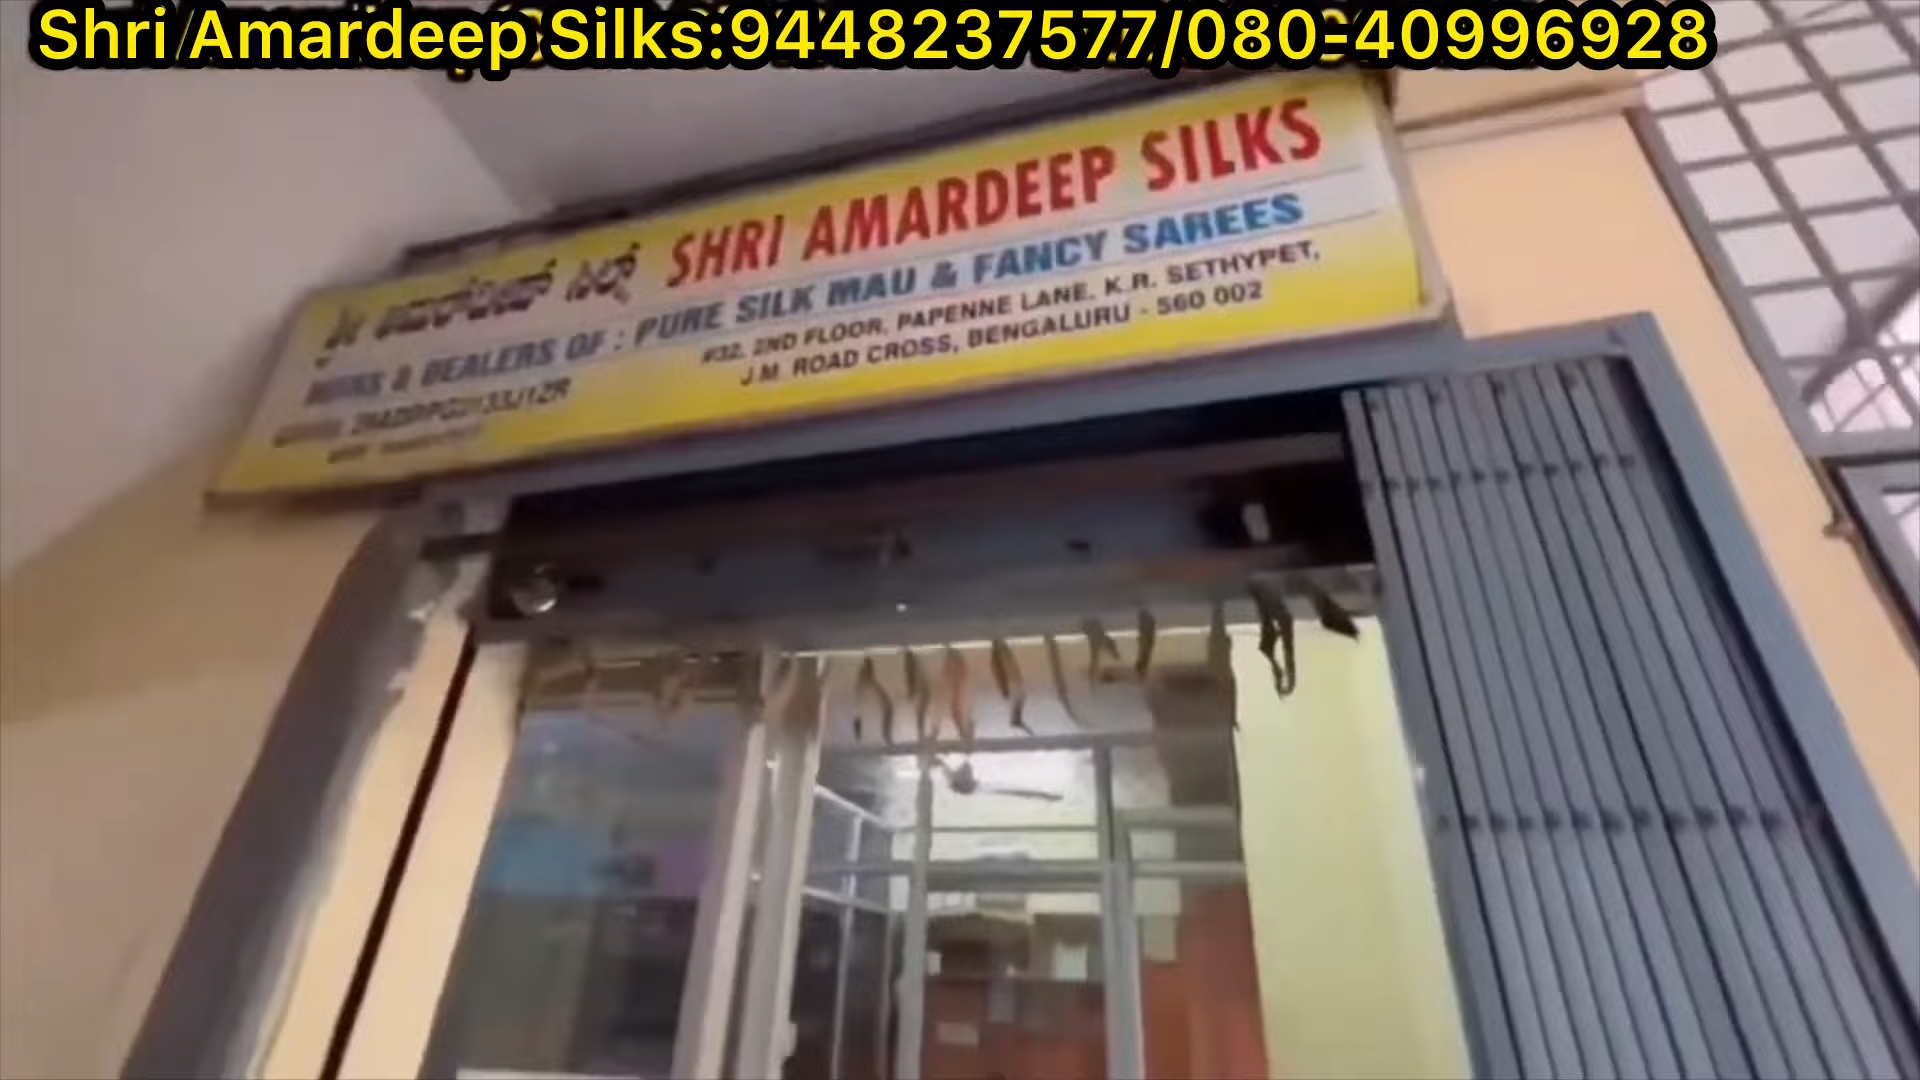 Shri Amardeep Silks:9448237577/080-40996928
ಶ್ರೀ ಅಮರ್‌ದೀಪ್ ಸಿಲ್ಕ್ಸ್ SHRI AMARDEEP SILKS
& DEALERS OF : PURE SILK MAU & FANCY SAREES
#32, 2ND FLOOR, PAPENNE LANE, K.R. SETHYPET,
J.M. ROAD CROSS, BENGALURU - 560 002